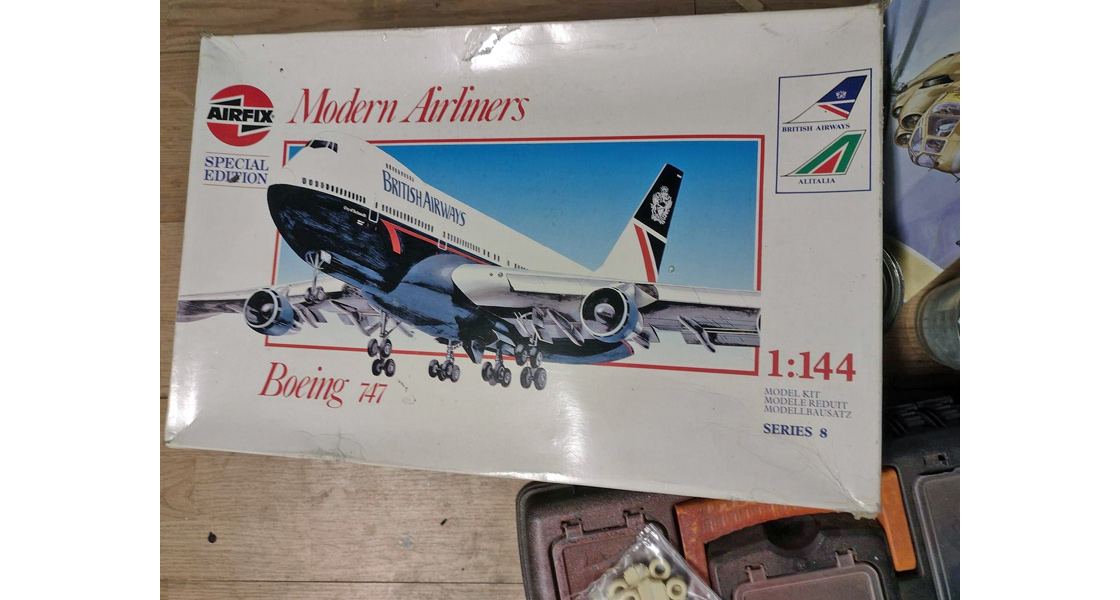 Modern Airliners
AIRFIX
SPECIAL
EDITION
BRITISH AIRWAYS
ALITALIA
BRITISH AIRWAYS
Boeing 747
1:144
MODEL KIT
MODELE REDUIT
MODELLBAUSATZ
SERIES 8